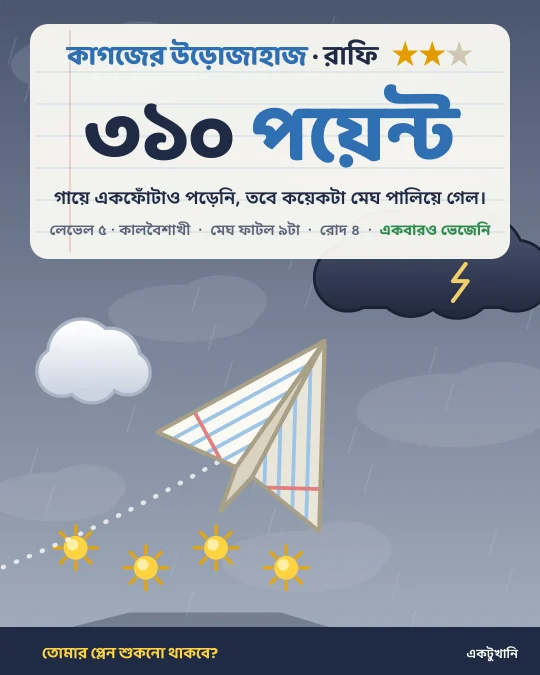 কাগজের উড়োজাহাজ · রাফি ★★★
৩১০ পয়েন্ট
গায়ে একফোঁটাও পড়েনি, তবে কয়েকটা মেঘ পালিয়ে গেল।
লেভেল ৫ · কালবৈশাখী · মেঘ ফাটল ৯টা · রোদ ৪ · একবারও ভেজেনি
তোমার প্লেন শুকনো থাকবে?
একটুখানি